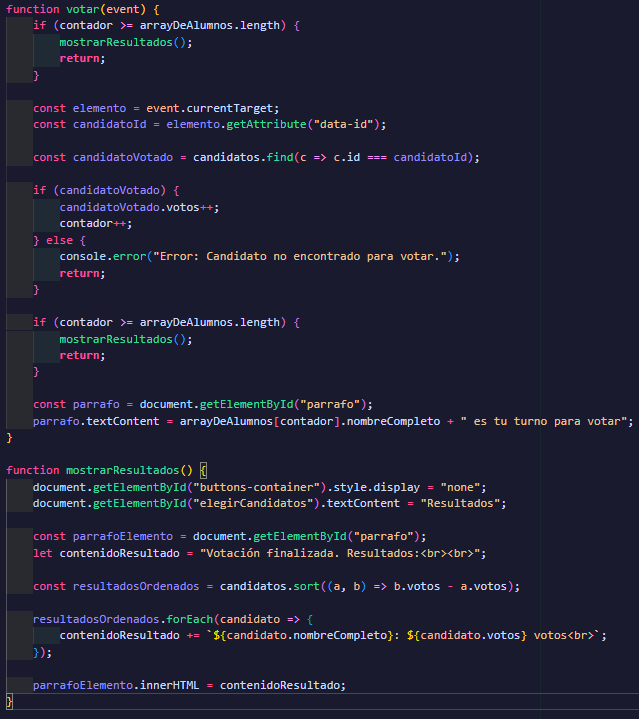 function votar(event) {
    if (contador >= arrayDeAlumnos.length) {
        mostrarResultados();
        return;
    }

    const elemento = event.currentTarget;
    const candidatoId = elemento.getAttribute("data-id");

    const candidatoVotado = candidatos.find(c => c.id === candidatoId);

    if (candidatoVotado) {
        candidatoVotado.votos++;
        contador++;
    } else {
        console.error("Error: Candidato no encontrado para votar.");
        return;
    }

    if (contador >= arrayDeAlumnos.length) {
        mostrarResultados();
        return;
    }

    const parrafo = document.getElementById("parrafo");
    parrafo.textContent = arrayDeAlumnos[contador].nombreCompleto + " es tu turno para votar";
}

function mostrarResultados() {
    document.getElementById("buttons-container").style.display = "none";
    document.getElementById("elegirCandidatos").textContent = "Resultados";

    const parrafoElemento = document.getElementById("parrafo");
    let contenidoResultado = "Votación finalizada. Resultados:<br><br>";

    const resultadosOrdenados = candidatos.sort((a, b) => b.votos - a.votos);

    resultadosOrdenados.forEach(candidato => {
        contenidoResultado += `${candidato.nombreCompleto}: ${candidato.votos} votos<br>`;
    });

    parrafoElemento.innerHTML = contenidoResultado;
}